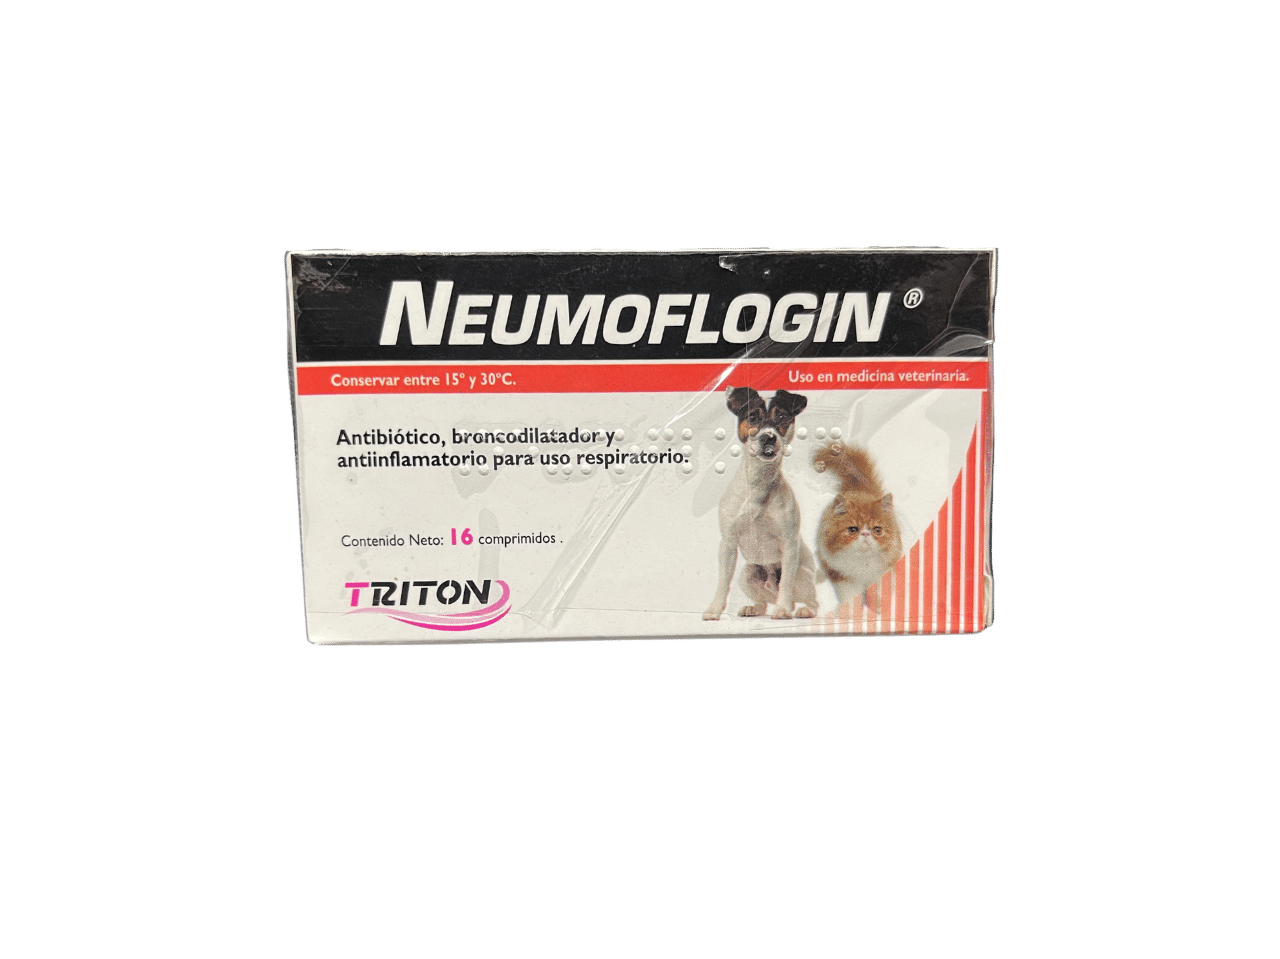 NEUMOFLOGIN ®
Conservar entre 15° y 30°C.
Uso en medicina veterinaria.
Antibiótico, broncodilatador y
antiinflamatorio para uso respiratorio.
Contenido Neto: 16 comprimidos .
TRITON